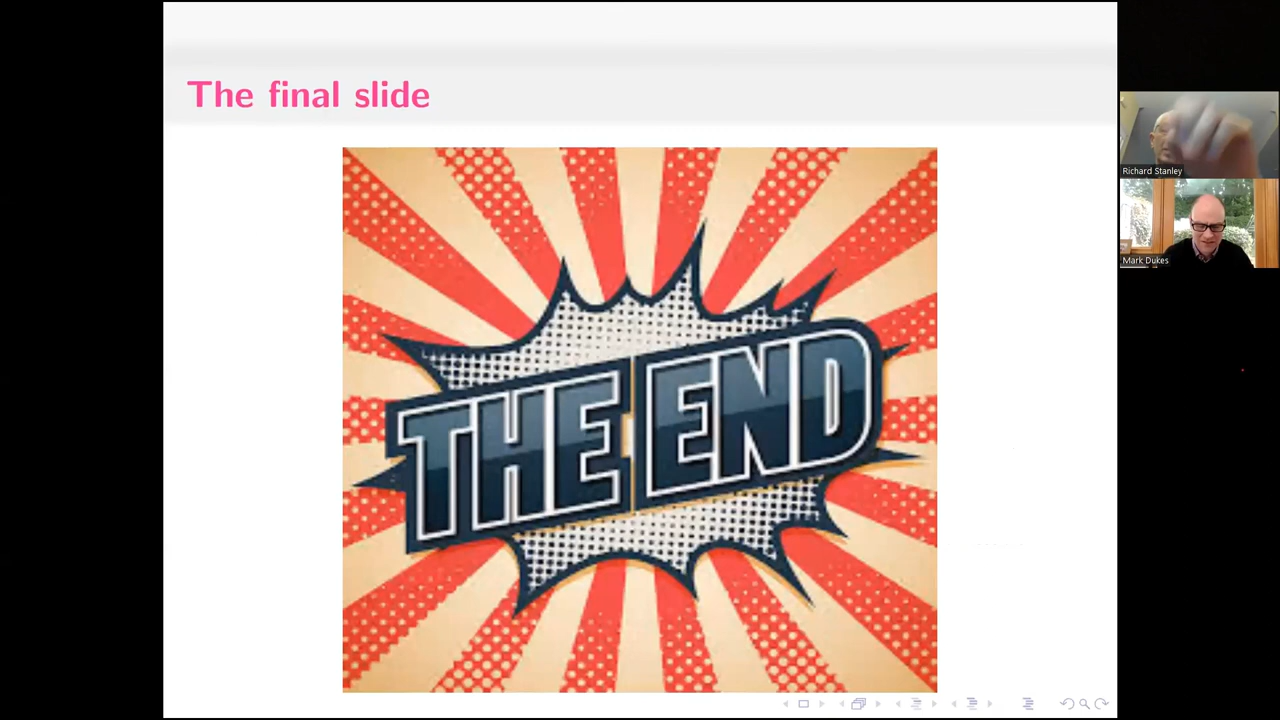 The final slide
THE END
Richard Stanley
Mark Dukes